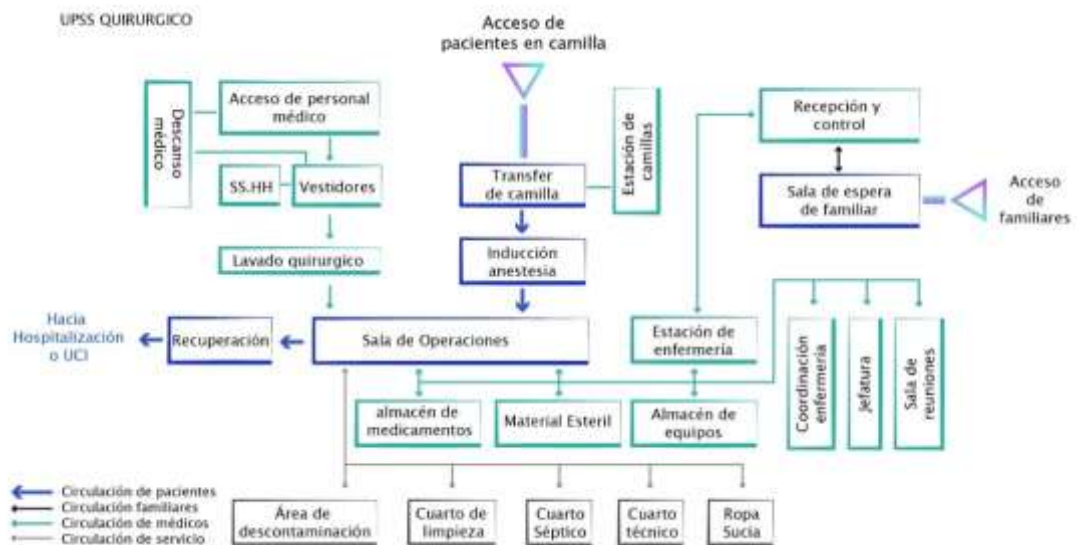 UPSS QUIRURGICO
Acceso de
pacientes en camilla
Acceso de personal
médico
Descanso
médico
SS.HH
Vestidores
Lavado quirurgico
Transfer
de camilla
Estación de
camillas
Inducción
anestesia
Recepción y
control
Sala de espera
de familiar
Acceso
de
familiares
Hacia
Hospitalización
o UCI
Recuperación
Sala de Operaciones
Estación de
enfermería
Coordinación
enfermería
Jefatura
Sala de
reuniones
almacén de
medicamentos
Material Esteril
Almacén de
equipos
Circulación de pacientes
Circulación familiares
Circulación de médicos
Circulación de servicio
Área de
descontaminación
Cuarto de
limpieza
Cuarto
Séptico
Cuarto
técnico
Ropa
Sucia